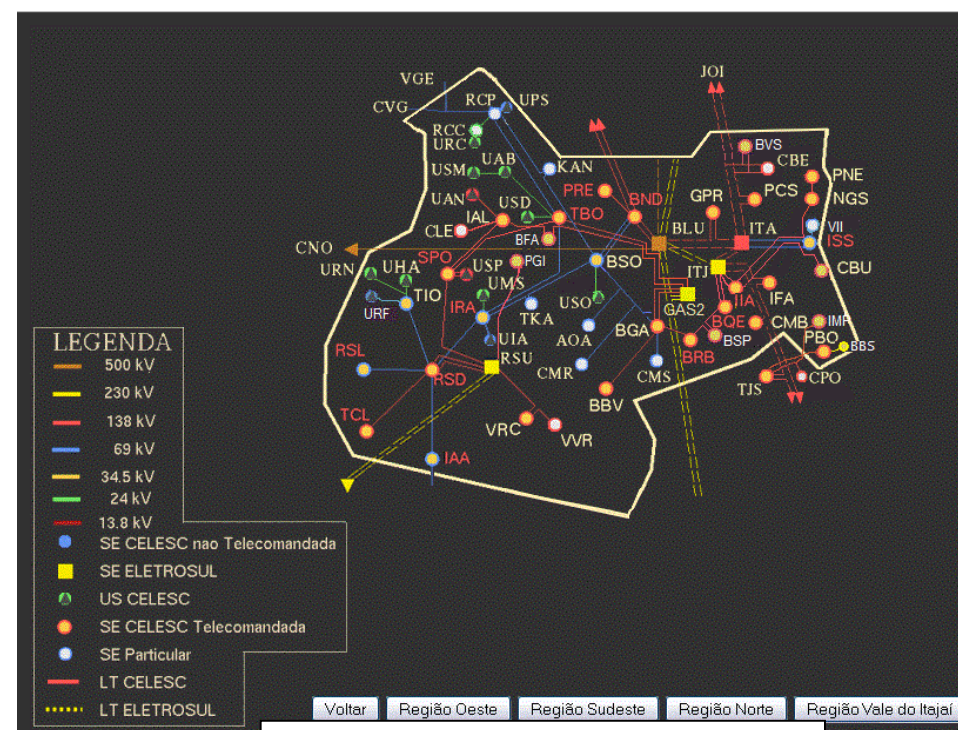 JOI
VGE
CVG
RCP
UPS
RCC
URC
BVS
CBE
USM
UAB
KAN
PNE
UAN
USD
PRE
BND
GPR
PCS
NGS
IAL
TBO
CLE
BFA
BLU
ITA
VII
ISS
CNO
SPO
PGI
BSO
ITJ
CBU
URN
UHA
USP
UMS
TIO
URF
IRA
TKA
USO
GAS2
IIA
IFA
UIA
AOA
BGA
BQE
CMB
IMR
RSU
BRB
BSP
PBO
BBS
RSL
RSD
CMR
CMS
TJS
CPO
BBV
TCL
VRC
VVR
IAA
LEGENDA
500 kV
230 kV
138 kV
69 kV
34.5 kV
24 kV
13.8 kV
SE CELESC nao Telecomandada
SE ELETROSUL
US CELESC
SE CELESC Telecomandada
SE Particular
LT CELESC
LT ELETROSUL
Voltar
Região Oeste
Região Sudeste
Região Norte
Região Vale do Itajaí